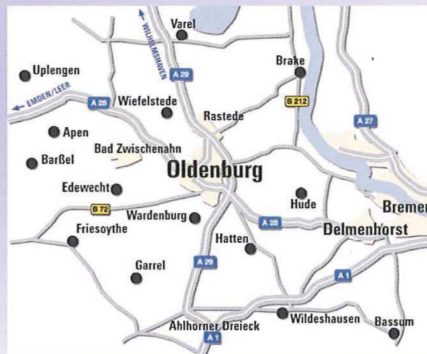 Varel
WILHELMSHAVEN
Uplengen
A 29
Brake
EMDEN/LEER
A 28
Wiefelstede
B 212
Rastede
A 27
Apen
Bad Zwischenahn
Barßel
Oldenburg
Edewecht
Hude
Bremen
B 72
Wardenburg
A 28
Delmenhorst
Friesoythe
Hatten
Garrel
A 29
A 1
Ahlhorner Dreieck
Wildeshausen
Bassum
A 1